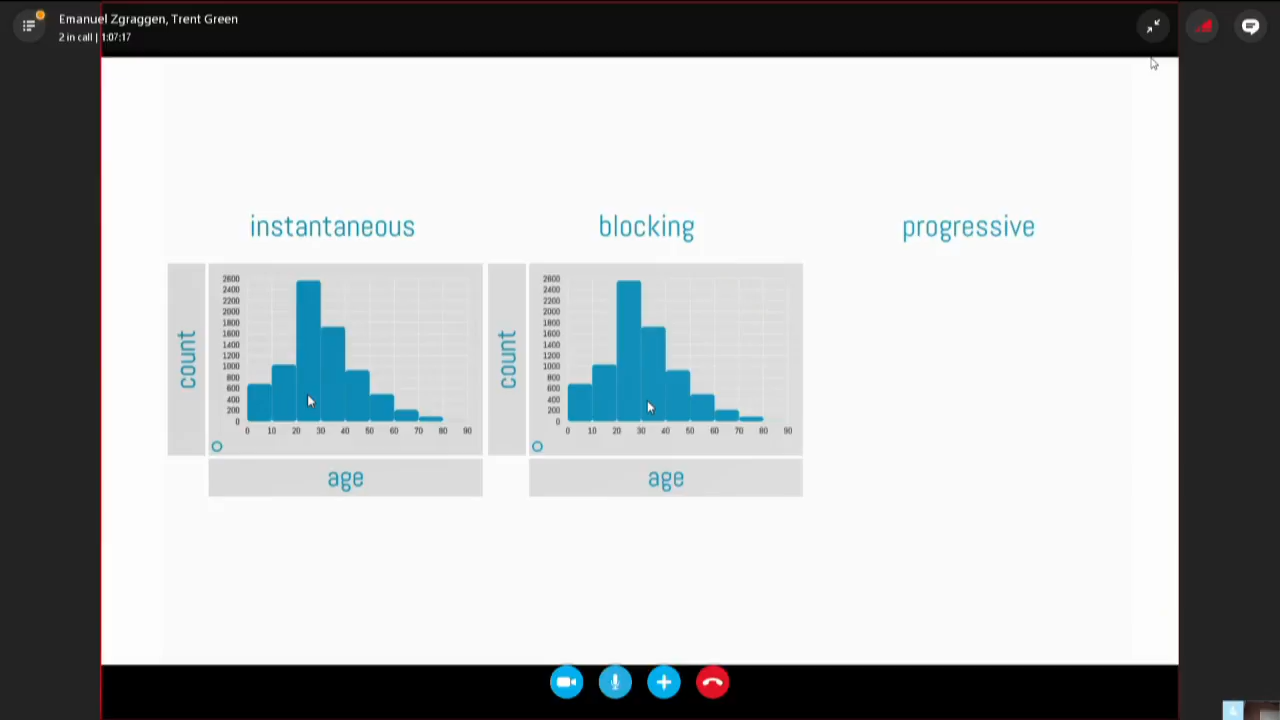 Emanuel Zgraggen, Trent Green
2 in call | 1:07:17
instantaneous
blocking
progressive
count
2600
2400
2200
2000
1800
1600
1400
1200
1000
800
600
400
200
0
0 10 20 30 40 50 60 70 80 90
age
count
2600
2400
2200
2000
1800
1600
1400
1200
1000
800
600
400
200
0
0 10 20 30 40 50 60 70 80 90
age